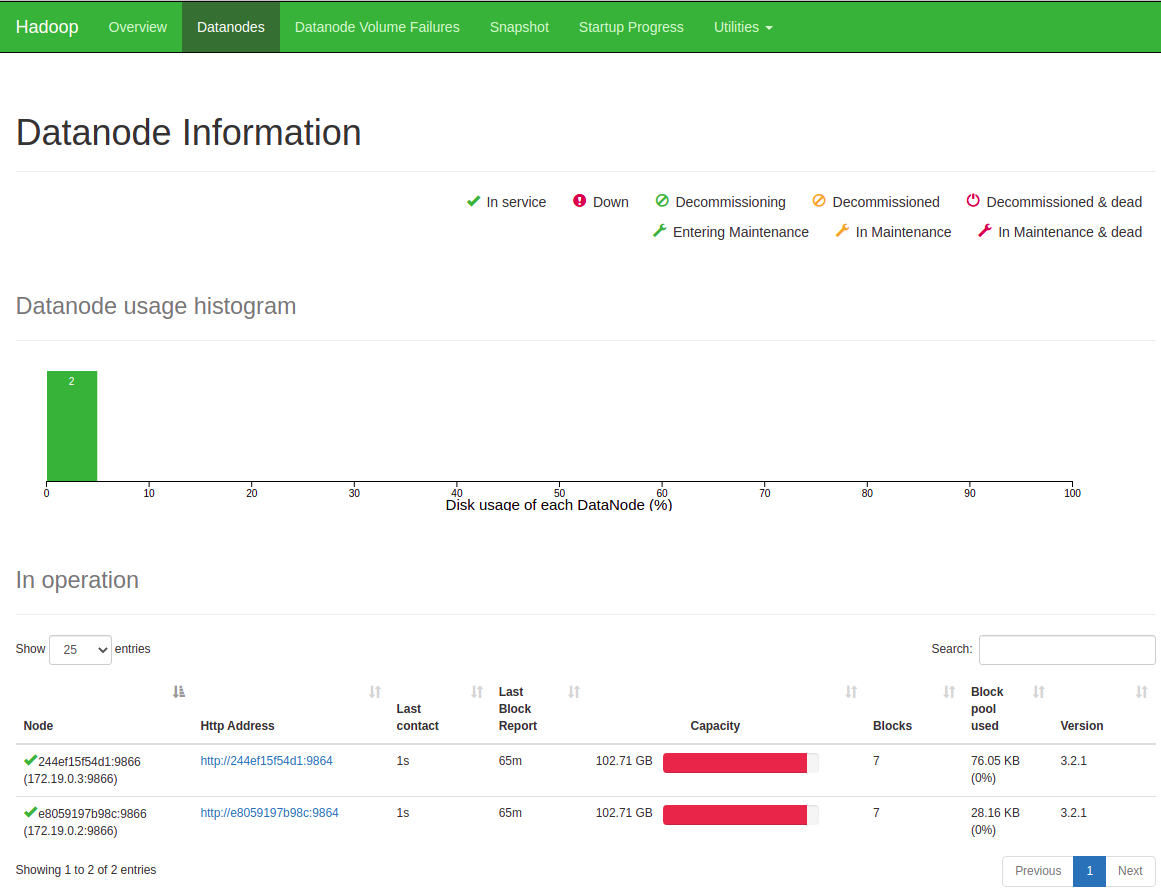 Hadoop Overview Datanodes Datanode Volume Failures Snapshot Startup Progress Utilities
Datanode Information
In service Down Decommissioning Decommissioned Decommissioned & dead
Entering Maintenance In Maintenance In Maintenance & dead
Datanode usage histogram
2
0 10 20 30 40 50 60 70 80 90 100
Disk usage of each DataNode (%)
In operation
Show 25 entries Search:
Node Http Address Last contact Last Block Report Capacity Blocks Block pool used Version
244ef15f54d1:9866 http://244ef15f54d1:9864 1s 65m 102.71 GB 7 76.05 KB 3.2.1
(172.19.0.3:9866) (0%)
e8059197b98c:9866 http://e8059197b98c:9864 1s 65m 102.71 GB 7 28.16 KB 3.2.1
(172.19.0.2:9866) (0%)
Showing 1 to 2 of 2 entries Previous 1 Next